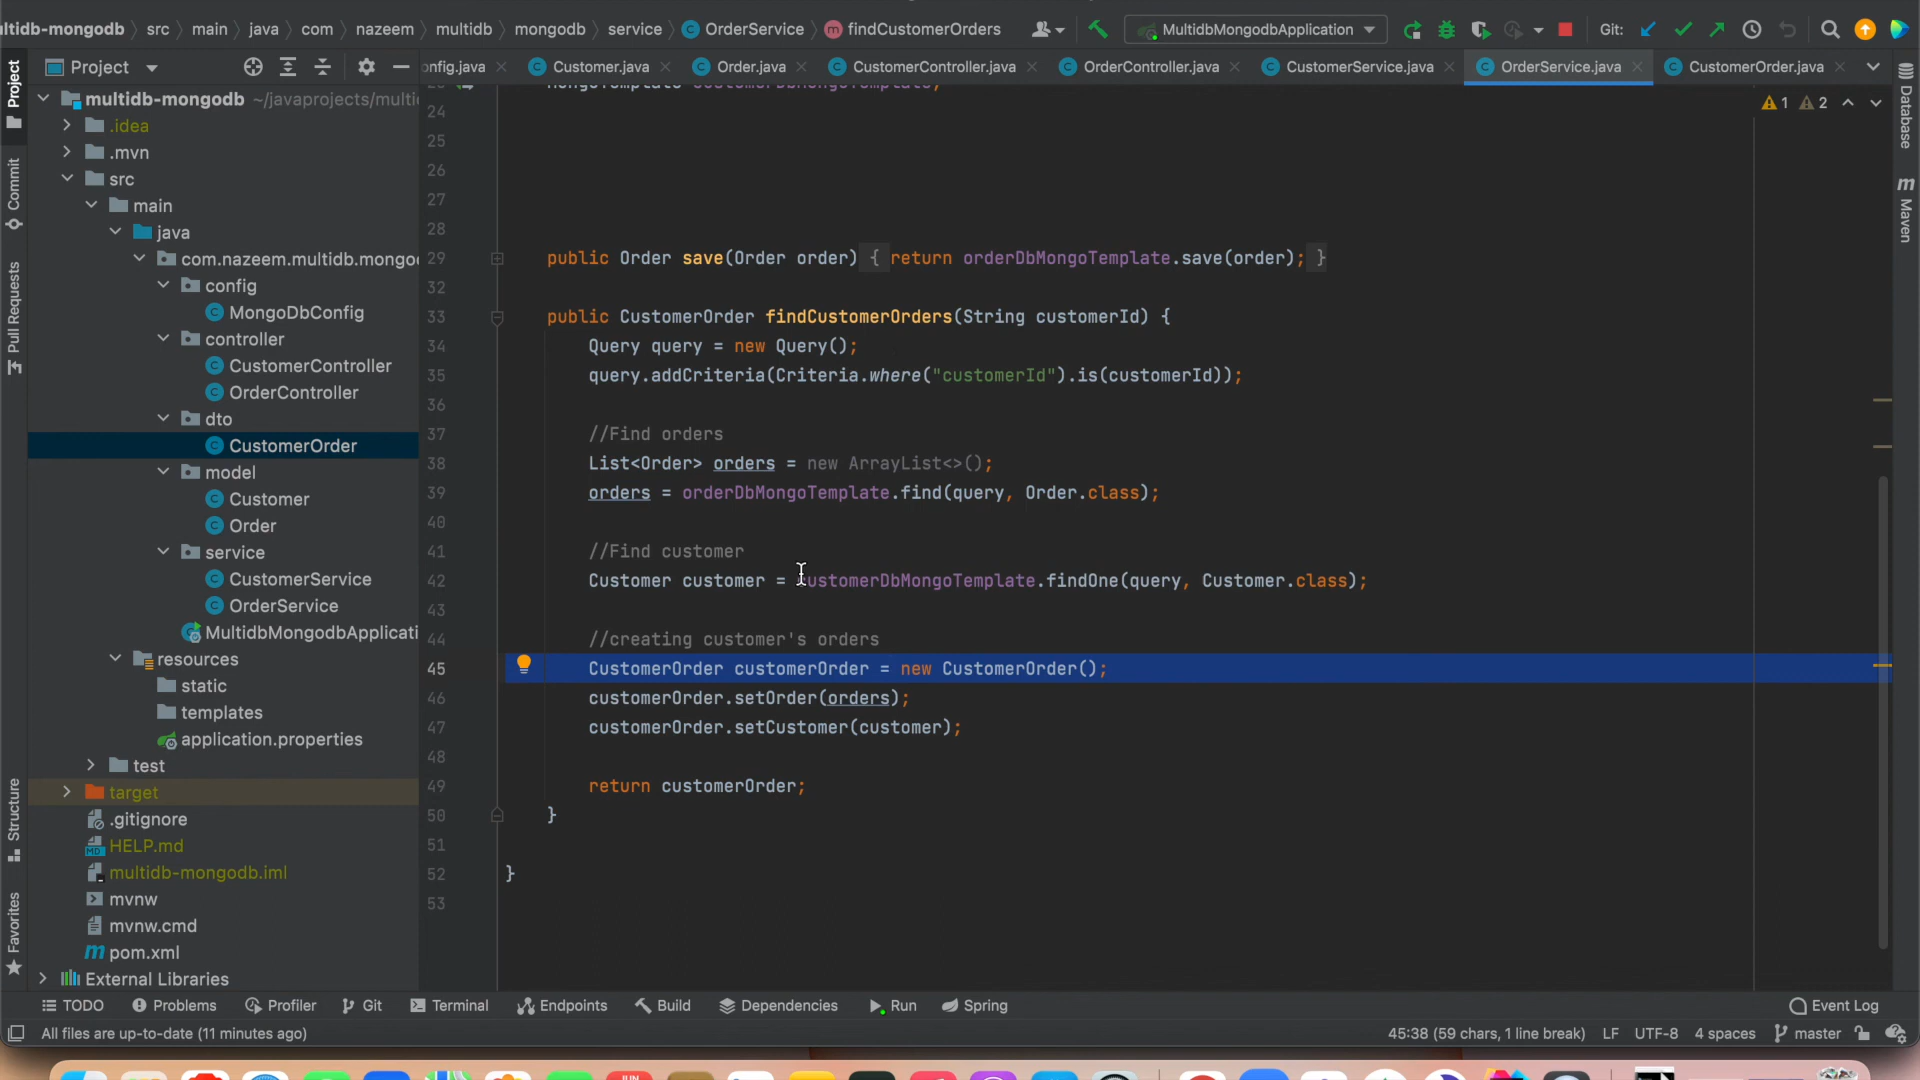 ltidb-mongodb src main java com nazeem multidb mongodb service OrderService findCustomerOrders MultidbMongodbApplication Git:
Project
onfig.java Customer.java Order.java CustomerController.java OrderController.java CustomerService.java OrderService.java CustomerOrder.java
Project
Commit
Pull Requests
Structure
Favorites
multidb-mongodb ~/javaprojects/multi
.idea
.mvn
src
main
java
com.nazeem.multidb.mongo
config
MongoDbConfig
controller
CustomerController
OrderController
dto
CustomerOrder
model
Customer
Order
service
CustomerService
OrderService
MultidbMongodbApplicati
resources
static
templates
application.properties
test
target
.gitignore
HELP.md
multidb-mongodb.iml
mvnw
mvnw.cmd
pom.xml
External Libraries
1 2
24
25
26
27
28
29 public Order save(Order order) { return orderDbMongoTemplate.save(order); }
32
33 public CustomerOrder findCustomerOrders(String customerId) {
34 Query query = new Query();
35 query.addCriteria(Criteria.where("customerId").is(customerId));
36
37 //Find orders
38 List<Order> orders = new ArrayList<>();
39 orders = orderDbMongoTemplate.find(query, Order.class);
40
41 //Find customer
42 Customer customer = customerDbMongoTemplate.findOne(query, Customer.class);
43
44 //creating customer's orders
45 CustomerOrder customerOrder = new CustomerOrder();
46 customerOrder.setOrder(orders);
47 customerOrder.setCustomer(customer);
48
49 return customerOrder;
50 }
51
52 }
53
Database
m Maven
TODO Problems Profiler Git Terminal Endpoints Build Dependencies Run Spring Event Log
All files are up-to-date (11 minutes ago) 45:38 (59 chars, 1 line break) LF UTF-8 4 spaces master
JUN